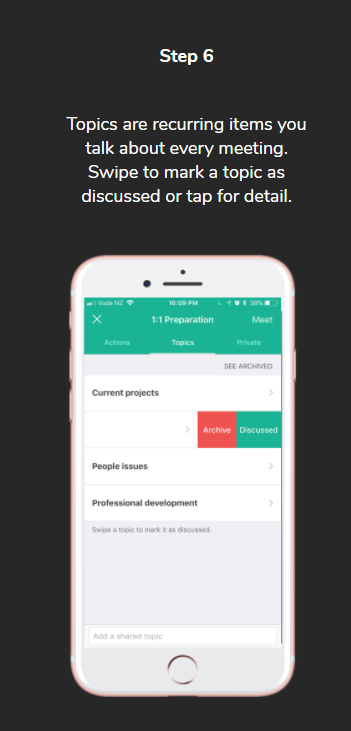 Step 6
Topics are recurring items you
talk about every meeting.
Swipe to mark a topic as
discussed or tap for detail.
Voda NZ 10:09 PM 38%
1:1 Preparation Meet
Actions Topics Private
SEE ARCHIVED
Current projects
Archive Discussed
People issues
Professional development
Swipe a topic to mark it as discussed.
Add a shared topic